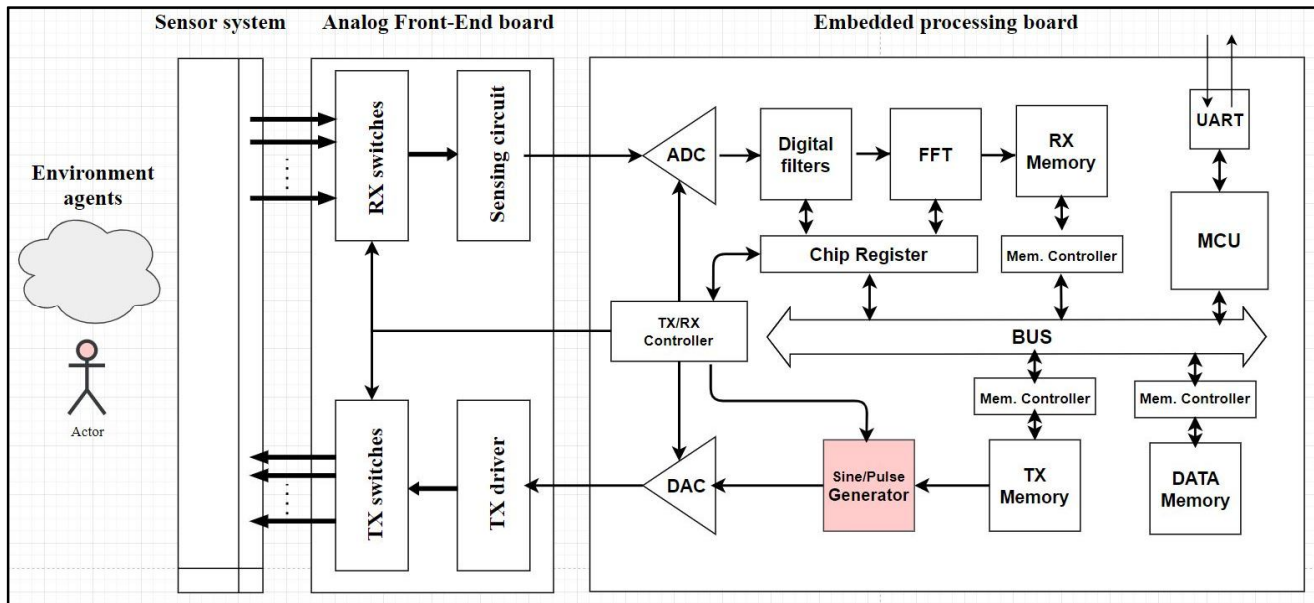 Sensor system
Analog Front-End board
Embedded processing board
Environment
agents
Actor
RX switches
Sensing circuit
TX switches
TX driver
ADC
Digital
filters
FFT
RX
Memory
UART
Chip Register
Mem. Controller
MCU
TX/RX
Controller
BUS
Mem. Controller
Mem. Controller
DAC
Sine/Pulse
Generator
TX
Memory
DATA
Memory